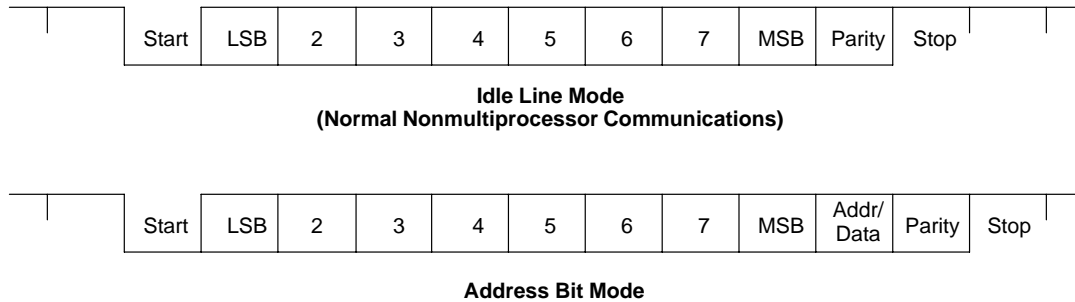 Start LSB 2 3 4 5 6 7 MSB Parity Stop
Idle Line Mode
(Normal Nonmultiprocessor Communications)
Start LSB 2 3 4 5 6 7 MSB Addr/ Data Parity Stop
Address Bit Mode